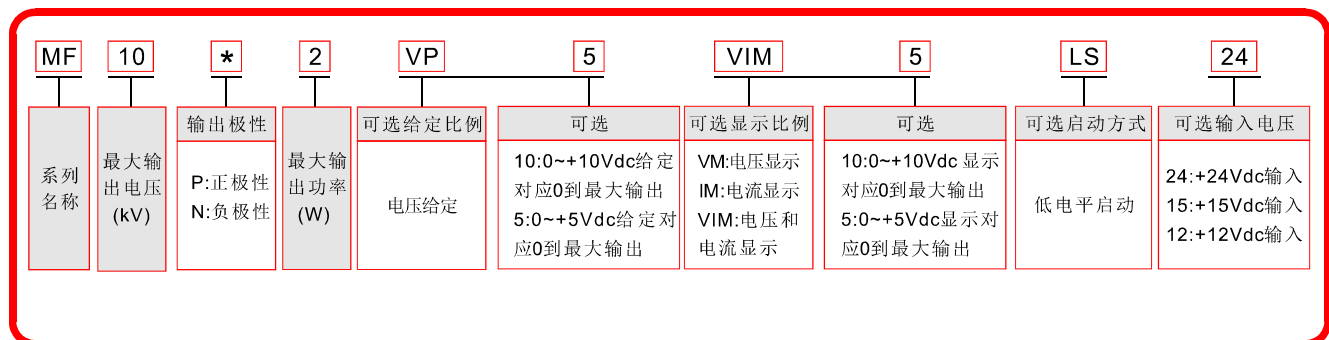 MF 10 * 2 VP 5 VIM 5 LS 24
系列
名称
最大输
出电压
(kV)
输出极性
P:正极性
N:负极性
最大输
出功率
(W)
可选给定比例
电压给定
可选
10:0~+10Vdc给定
对应0到最大输出
5:0~+5Vdc给定对
应0到最大输出
可选显示比例
VM:电压显示
IM:电流显示
VIM:电压和
电流显示
可选
10:0~+10Vdc显示
对应0到最大输出
5:0~+5Vdc显示对
应0到最大输出
可选启动方式
低电平启动
可选输入电压
24:+24Vdc输入
15:+15Vdc输入
12:+12Vdc输入